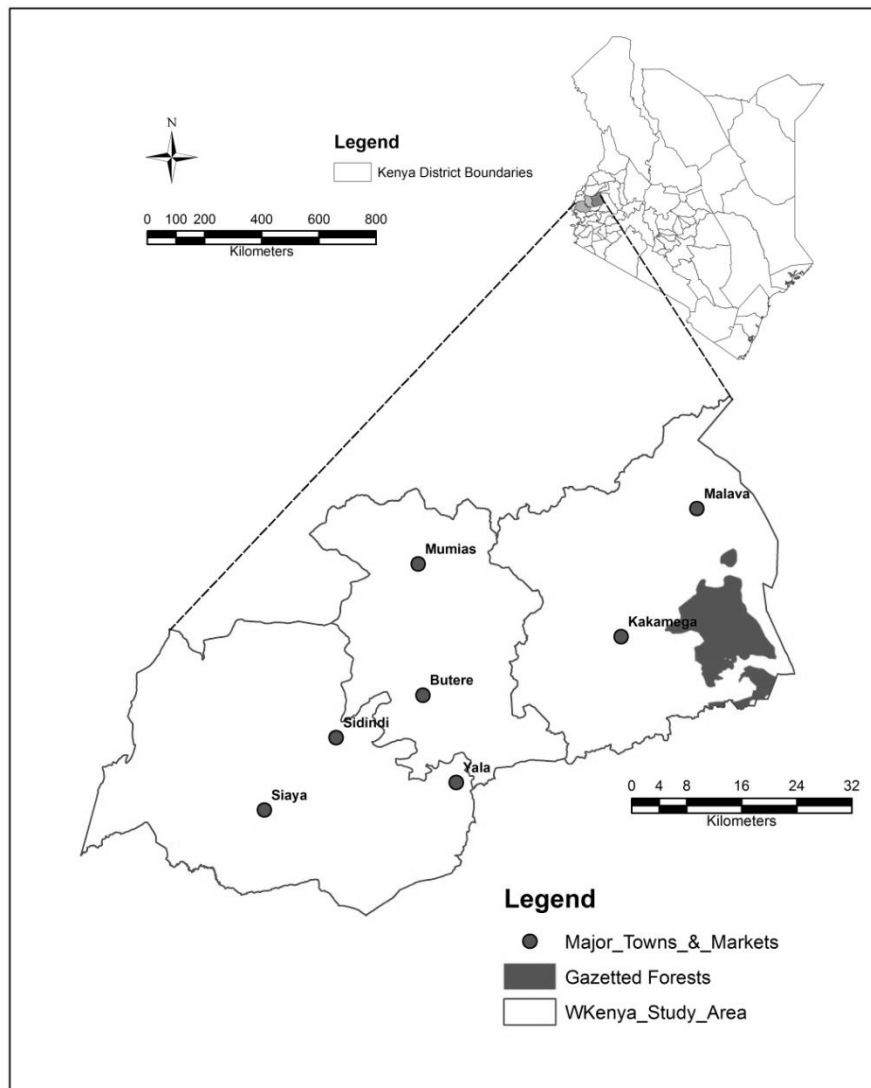 N
Legend
Kenya District Boundaries
0 100 200 400 600 800
Kilometers
Malava
Mumias
Kakamega
Butere
Sidindi
Yala
Siaya
0 4 8 16 24 32
Kilometers
Legend
Major_Towns_&_Markets
Gazetted Forests
WKenya_Study_Area